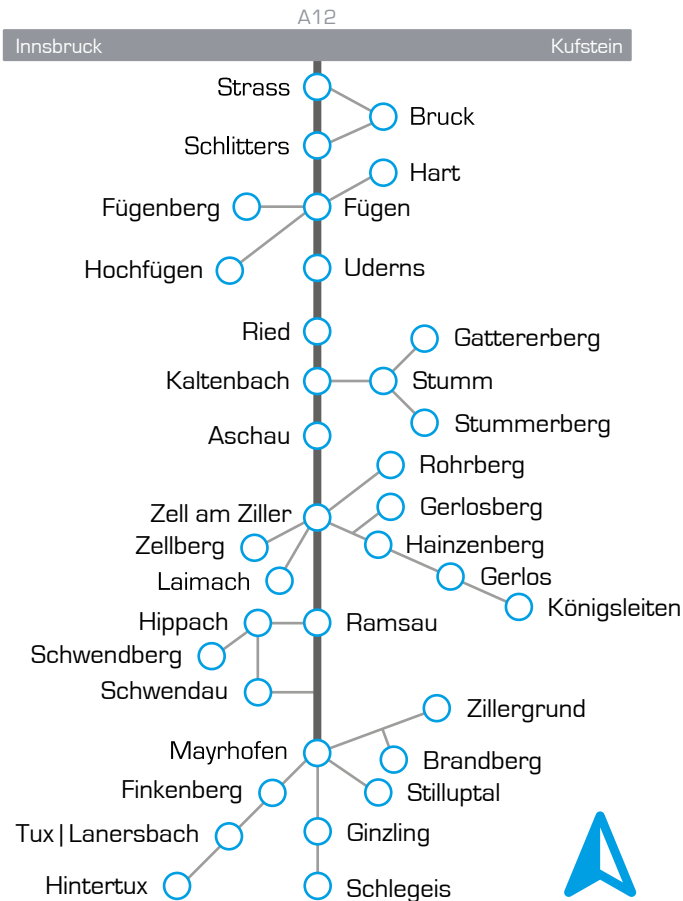 A12
Innsbruck Kufstein
Strass
Bruck
Schlitters
Hart
Fügenberg Fügen
Hochfügen Uderns
Ried
Gattererberg
Kaltenbach Stumm
Stummerberg
Aschau
Rohrberg
Gerlosberg
Zell am Ziller
Zellberg Hainzenberg
Laimach Gerlos
Königsleiten
Hippach Ramsau
Schwendberg
Schwendau
Zillergrund
Mayrhofen
Brandberg
Finkenberg Stilluptal
Tux | Lanersbach Ginzling
Hintertux Schlegeis